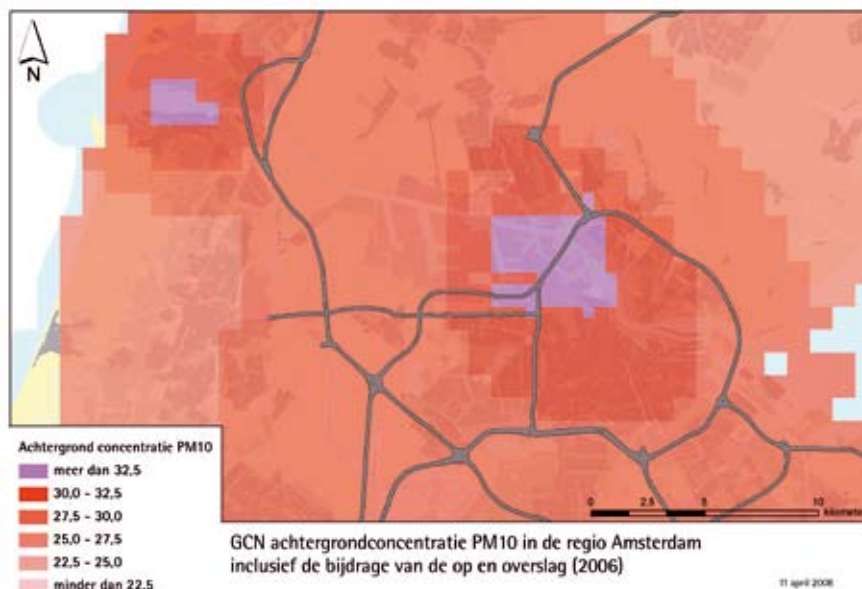 N
Achtergrond concentratie PM10
meer dan 32,5
30,0 - 32,5
27,5 - 30,0
25,0 - 27,5
22,5 - 25,0
minder dan 22,5
0 2,5 5 10
kilometer
GCN achtergrondconcentratie PM10 in de regio Amsterdam
inclusief de bijdrage van de op en overslag (2006)
11 april 2006